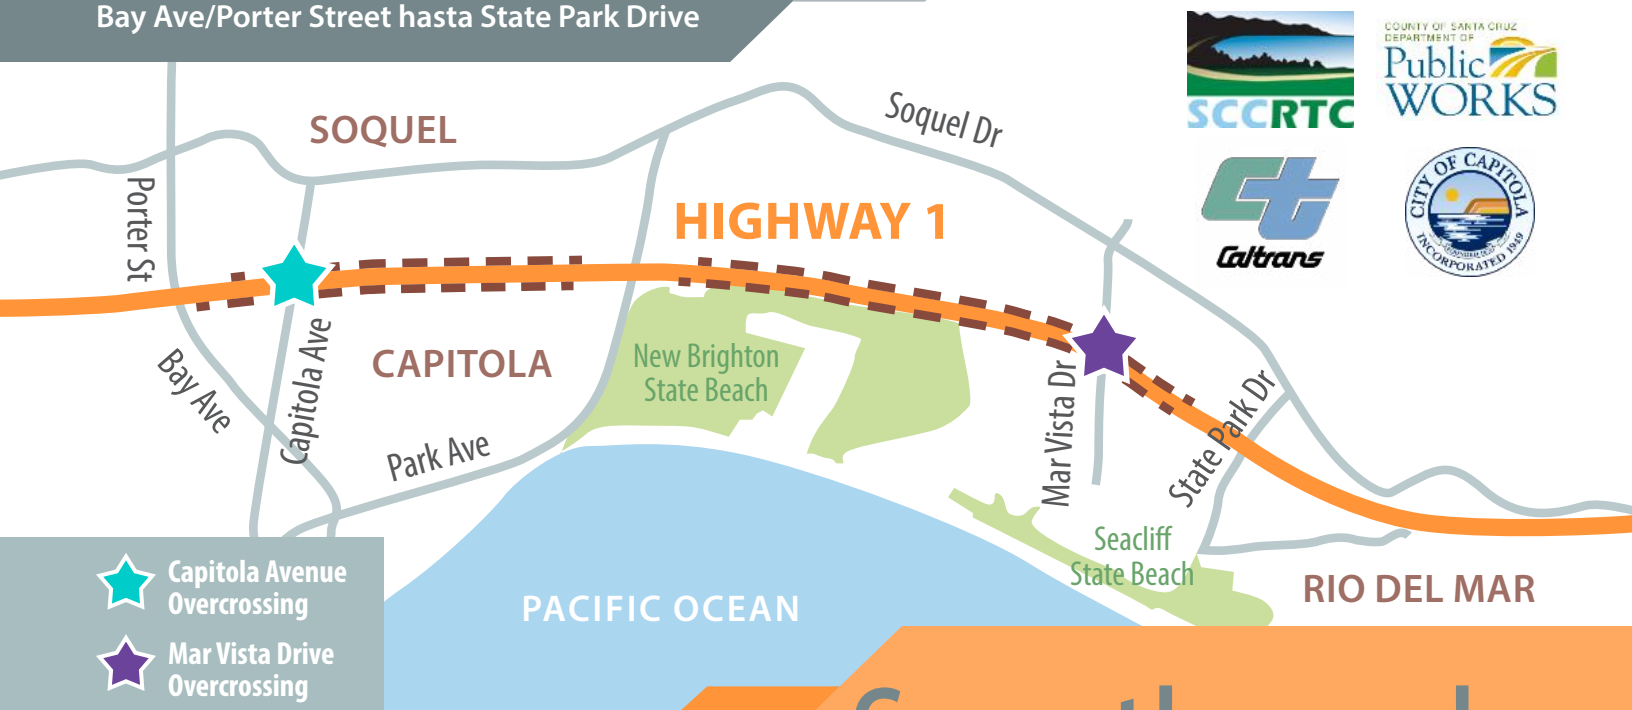 Bay Ave/Porter Street hasta State Park Drive
SCCRTC
COUNTY OF SANTA CRUZ
DEPARTMENT OF
Public
WORKS
Caltrans
CITY OF CAPITOLA
INCORPORATED 1949
SOQUEL
Soquel Dr
Porter St
HIGHWAY 1
Bay Ave
Capitola Ave
CAPITOLA
Park Ave
New Brighton
State Beach
Mar Vista Dr
State Park Dr
Seacliff
State Beach
RIO DEL MAR
PACIFIC OCEAN
Capitola Avenue
Overcrossing
Mar Vista Drive
Overcrossing